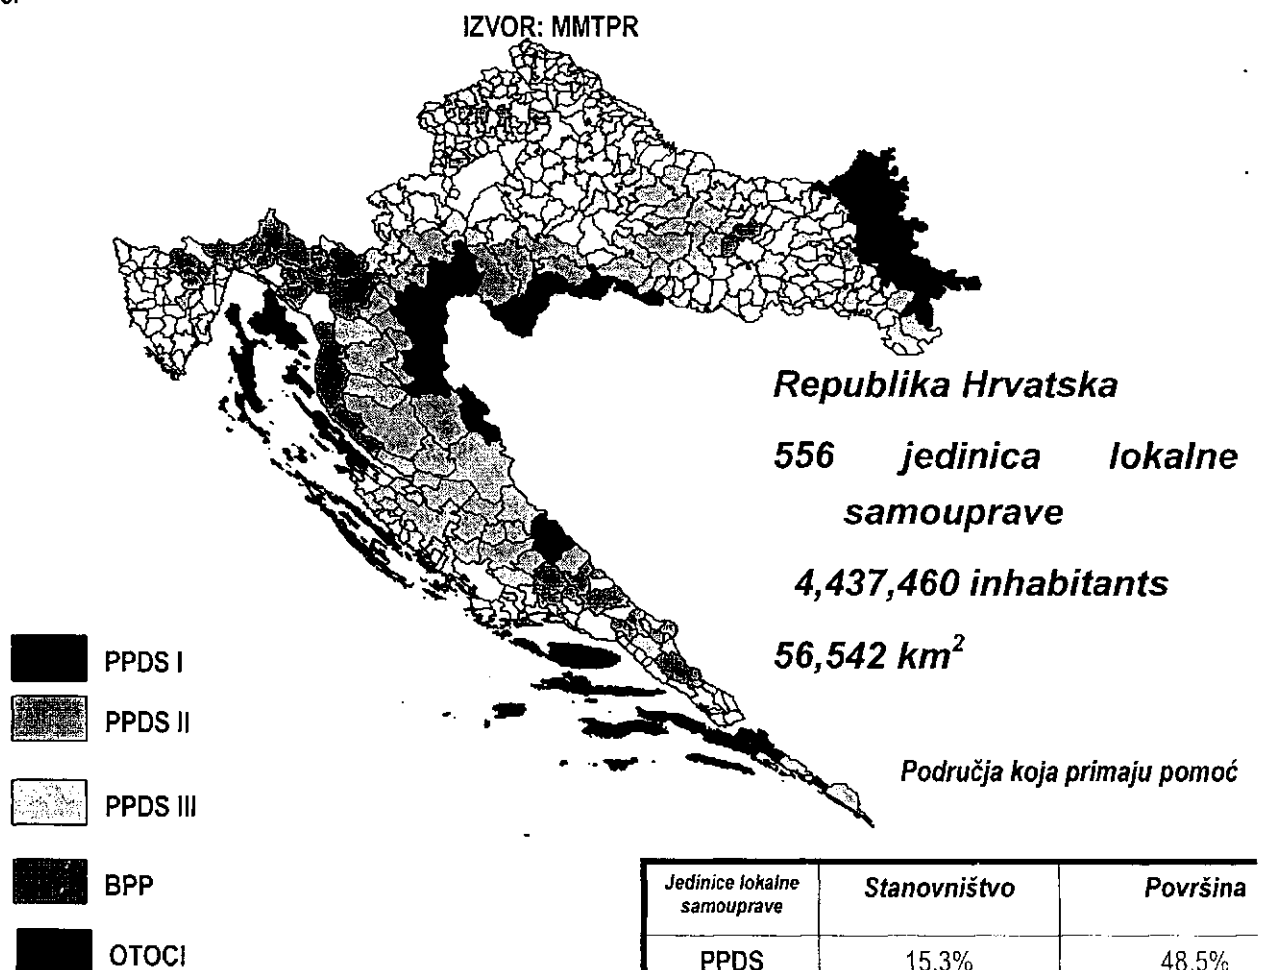 IZVOR: MMTPR
Republika Hrvatska
556 jedinica lokalne
samouprave
4,437,460 inhabitants
56,542 km²
PPDS I
PPDS II
PPDS III
BPP
OTOCI
Područja koja primaju pomoć
Jedinice lokalne samouprave Stanovništvo Površina
PPDS 15.3% 48.5%